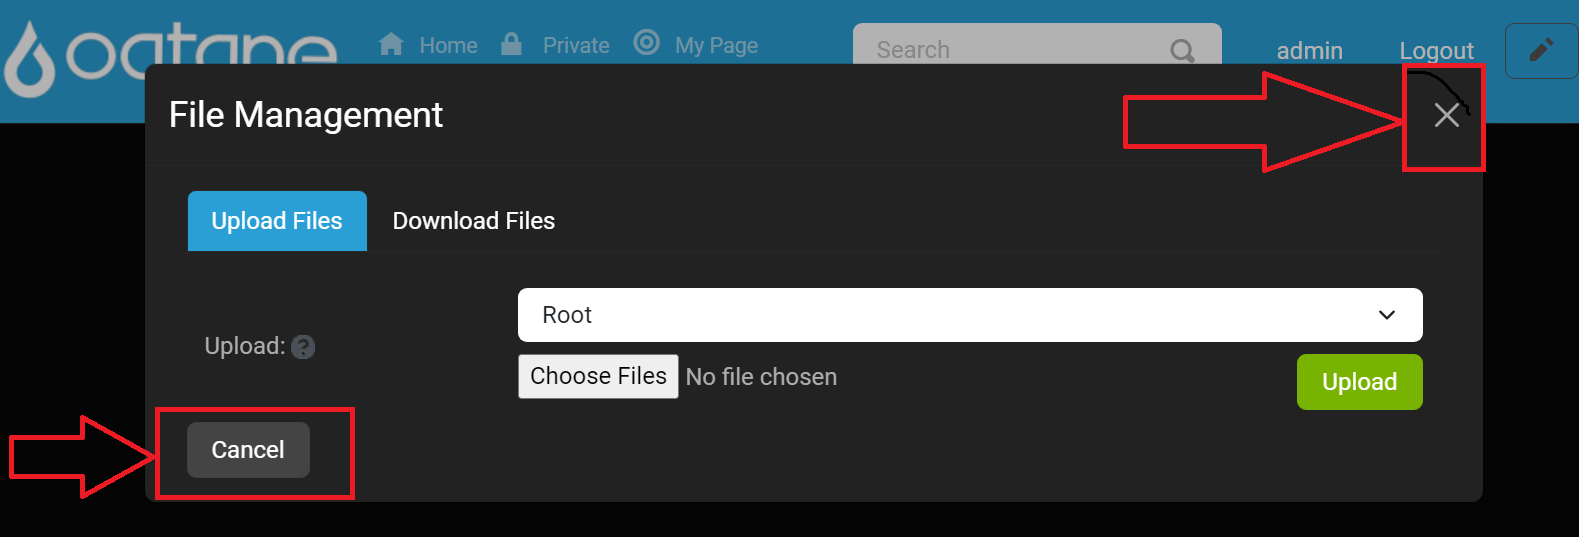 oqtane Home Private My Page Search admin Logout
File Management
Upload Files Download Files
Root
Upload: ?
Choose Files No file chosen Upload
Cancel